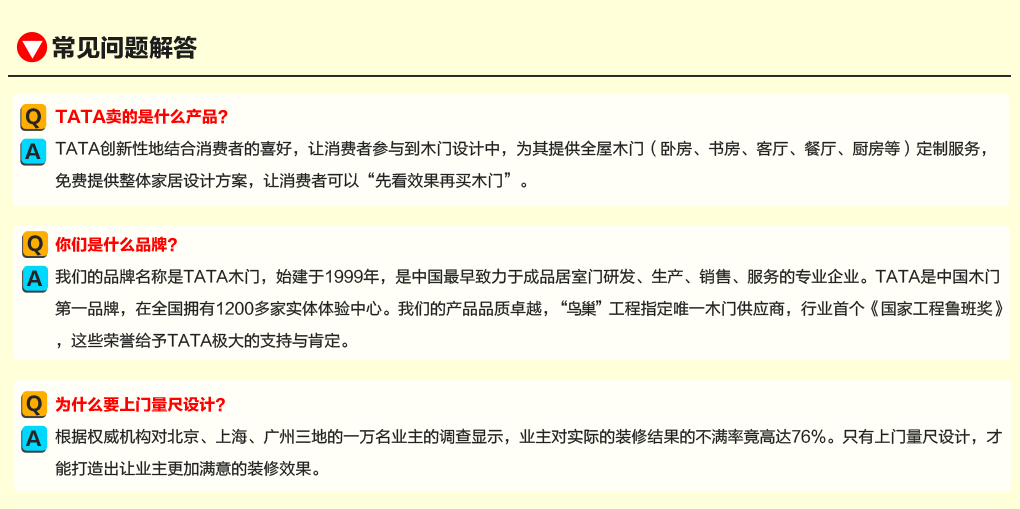 常见问题解答
Q TATA卖的是什么产品?
A TATA创新性地结合消费者的喜好，让消费者参与到木门设计中，为其提供全屋木门（卧房、书房、客厅、餐厅、厨房等）定制服务，
免费提供整体家居设计方案，让消费者可以“先看效果再买木门”。
Q 你们是什么品牌?
A 我们的品牌名称是TATA木门，始建于1999年，是中国最早致力于成品居室门研发、生产、销售、服务的专业企业。TATA是中国木门
第一品牌，在全国拥有1200多家实体体验中心。我们的产品品质卓越，“鸟巢”工程指定唯一木门供应商，行业首个《国家工程鲁班奖》
，这些荣誉给予TATA极大的支持与肯定。
Q 为什么要上门量尺设计?
A 根据权威机构对北京、上海、广州三地的一万名业主的调查显示，业主对实际的装修结果的不满率竟高达76%。只有上门量尺设计，才
能打造出让业主更加满意的装修效果。